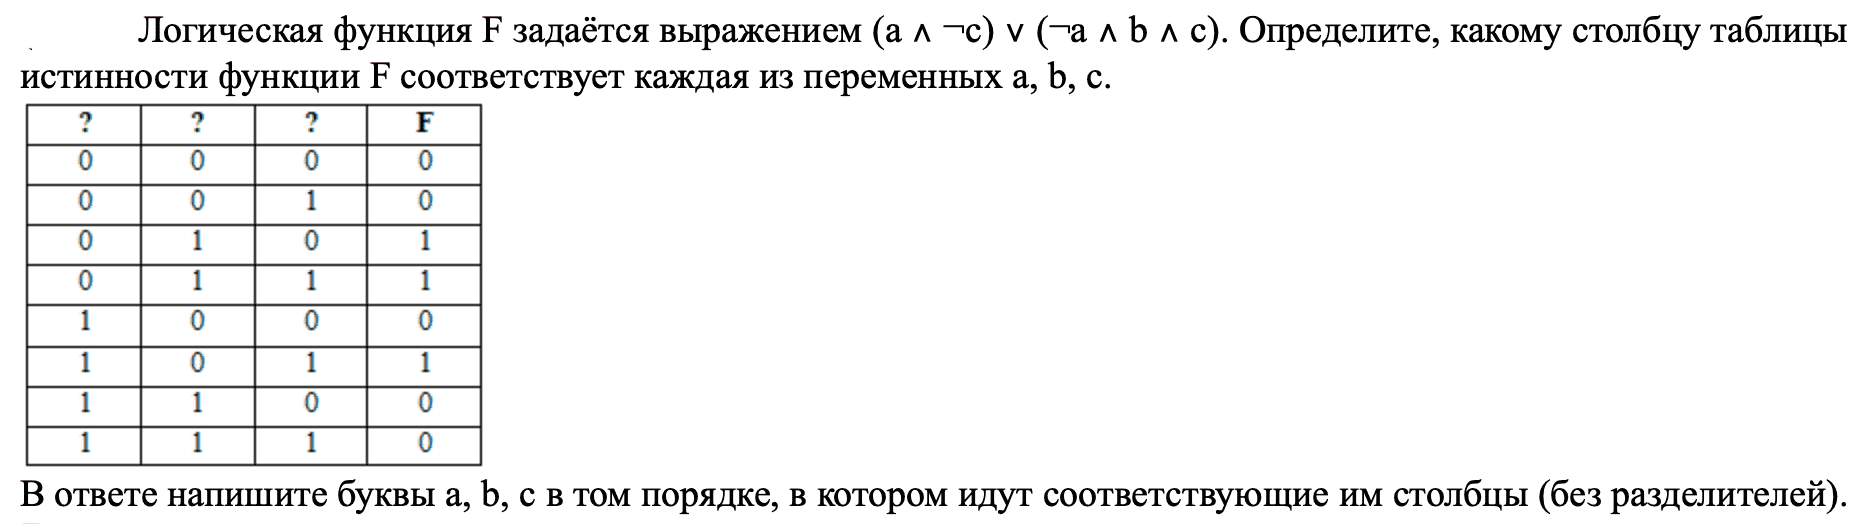 Логическая функция F задаётся выражением (a ∧ ¬c) ∨ (¬a ∧ b ∧ c). Определите, какому столбцу таблицы
истинности функции F соответствует каждая из переменных a, b, c.
? ? ? F
0 0 0 0
0 0 1 0
0 1 0 1
0 1 1 1
1 0 0 0
1 0 1 1
1 1 0 0
1 1 1 0
В ответе напишите буквы a, b, c в том порядке, в котором идут соответствующие им столбцы (без разделителей).